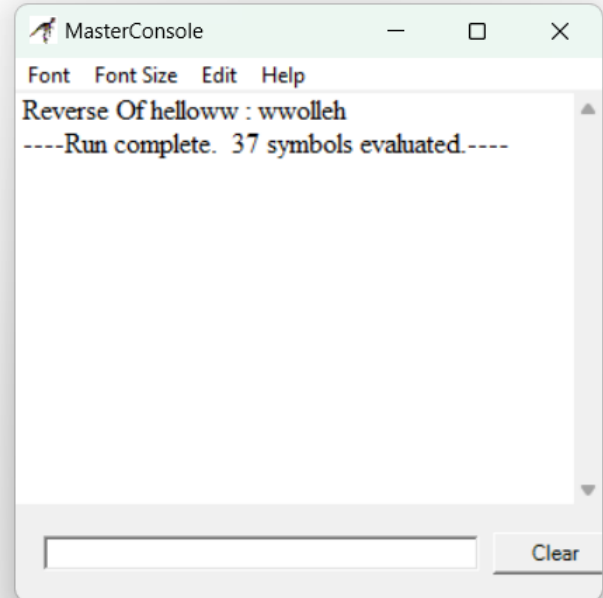 MasterConsole
Font Font Size Edit Help
Reverse Of helloww : wwolleh
----Run complete.  37 symbols evaluated.----
Clear